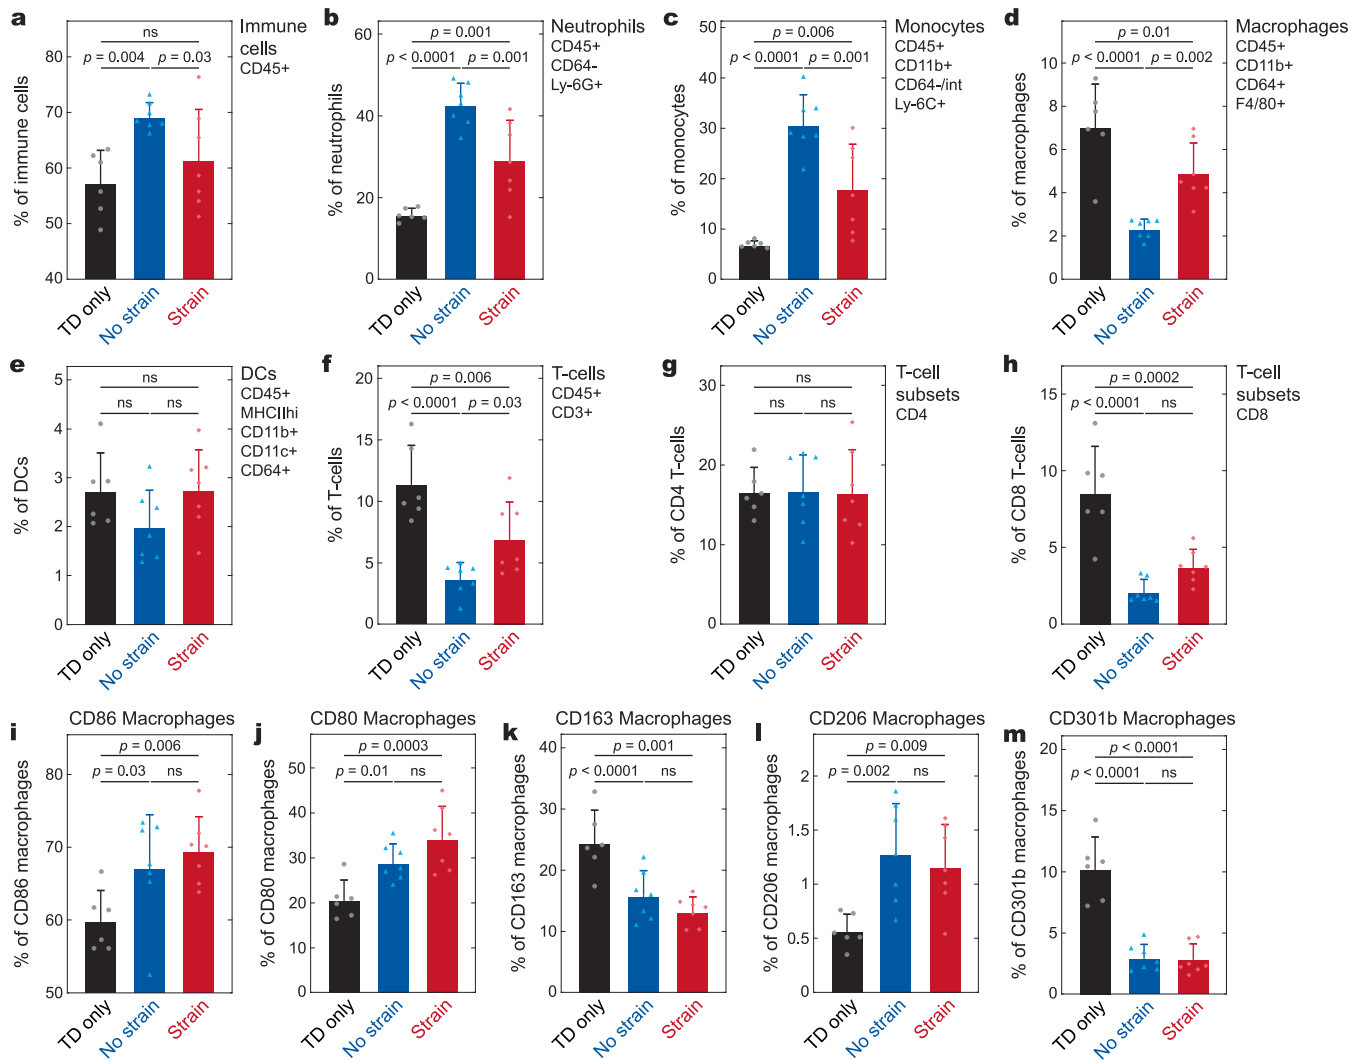 a
ns
p = 0.004
p = 0.03
Immune
cells
CD45+
% of immune cells
80
70
60
50
40
TD only
No strain
Strain
b
p = 0.001
p < 0.0001
p = 0.001
Neutrophils
CD45+
CD64-
Ly-6G+
% of neutrophils
60
40
20
0
TD only
No strain
Strain
c
p = 0.006
p < 0.0001
p = 0.001
Monocytes
CD45+
CD11b+
CD64-/int
Ly-6C+
% of monocytes
50
40
30
20
10
0
TD only
No strain
Strain
d
p = 0.01
p < 0.0001
p = 0.002
Macrophages
CD45+
CD11b+
CD64+
F4/80+
% of macrophages
10
8
6
4
2
0
TD only
No strain
Strain
e
ns
ns
ns
DCs
CD45+
MHCIIhi
CD11b+
CD11c+
CD64+
% of DCs
5
4
3
2
1
0
TD only
No strain
Strain
f
p = 0.006
p < 0.0001
p = 0.03
T-cells
CD45+
CD3+
% of T-cells
20
15
10
5
0
TD only
No strain
Strain
g
ns
ns
ns
T-cell
subsets
CD4
% of CD4 T-cells
30
20
10
0
TD only
No strain
Strain
h
p = 0.0002
p < 0.0001
ns
T-cell
subsets
CD8
% of CD8 T-cells
15
10
5
0
TD only
No strain
Strain
i
CD86 Macrophages
p = 0.006
p = 0.03
ns
% of CD86 macrophages
80
70
60
50
TD only
No strain
Strain
j
CD80 Macrophages
p = 0.0003
p = 0.01
ns
% of CD80 macrophages
50
40
30
20
10
0
TD only
No strain
Strain
k
CD163 Macrophages
p = 0.001
p < 0.0001
ns
% of CD163 macrophages
40
30
20
10
0
TD only
No strain
Strain
l
CD206 Macrophages
p = 0.009
p = 0.002
ns
% of CD206 macrophages
2
1.5
1
0.5
0
TD only
No strain
Strain
m
CD301b Macrophages
p < 0.0001
p < 0.0001
ns
% of CD301b macrophages
20
15
10
5
0
TD only
No strain
Strain